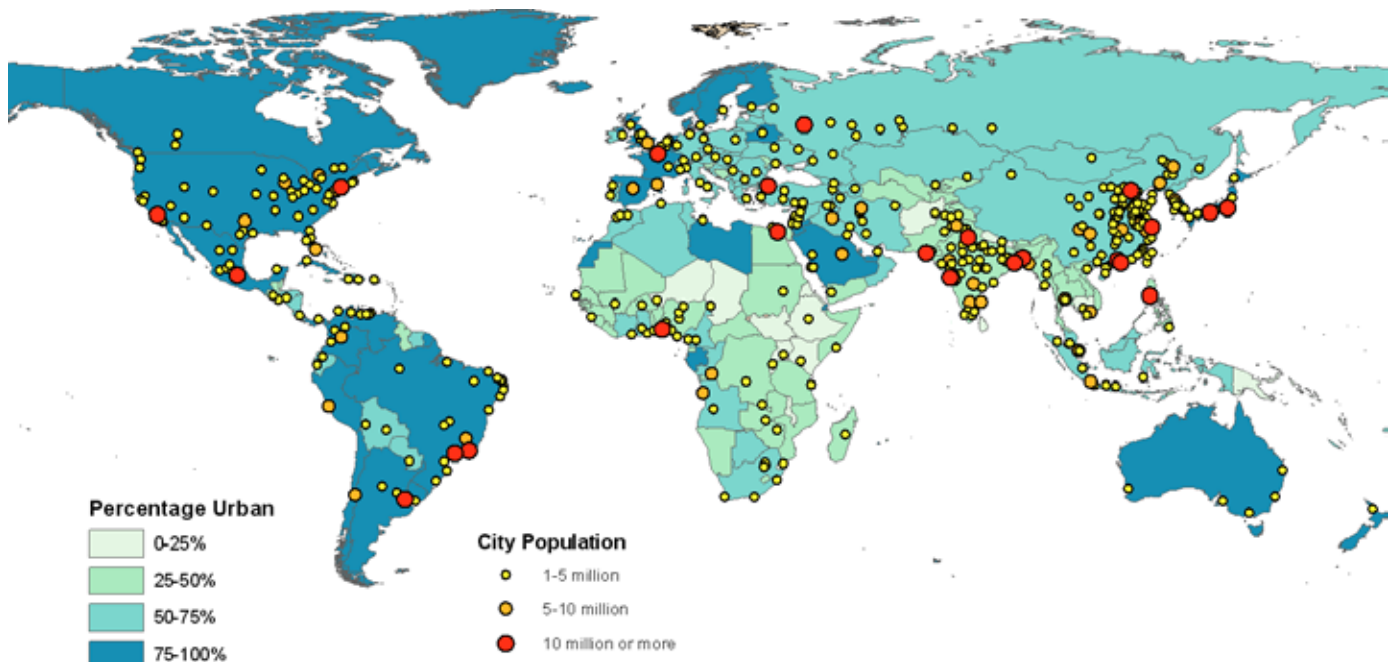 Percentage Urban
0-25%
25-50%
50-75%
75-100%
City Population
1-5 million
5-10 million
10 million or more